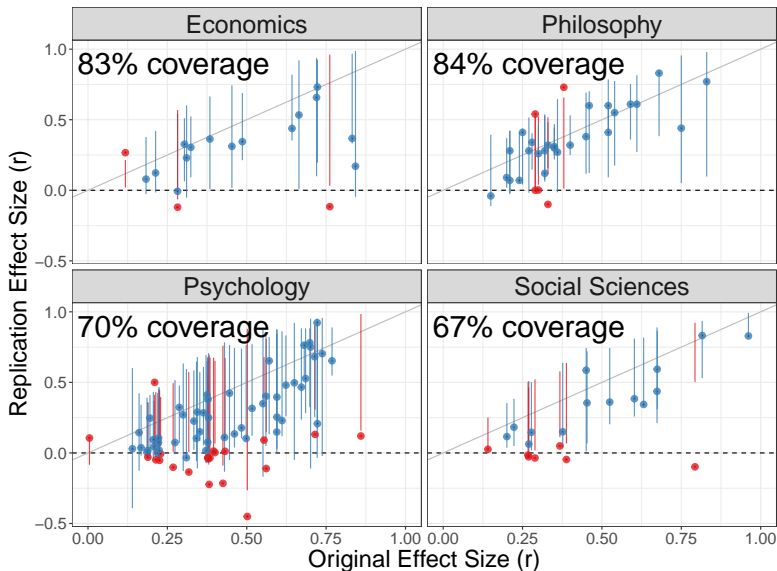 Economics
Philosophy
83% coverage
84% coverage
1.0
0.5
0.0
−0.5
Psychology
Social Sciences
70% coverage
67% coverage
1.0
0.5
0.0
−0.5
0.00 0.25 0.50 0.75 1.00
0.00 0.25 0.50 0.75 1.00
Original Effect Size (r)
Replication Effect Size (r)